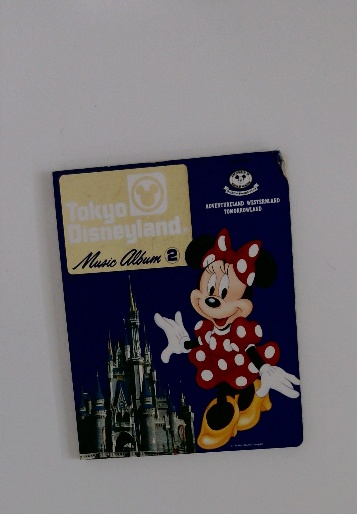 Tokyo
Disneyland®
Music Album 2
ADVENTURELAND WESTERNLAND
TOMORROWLAND